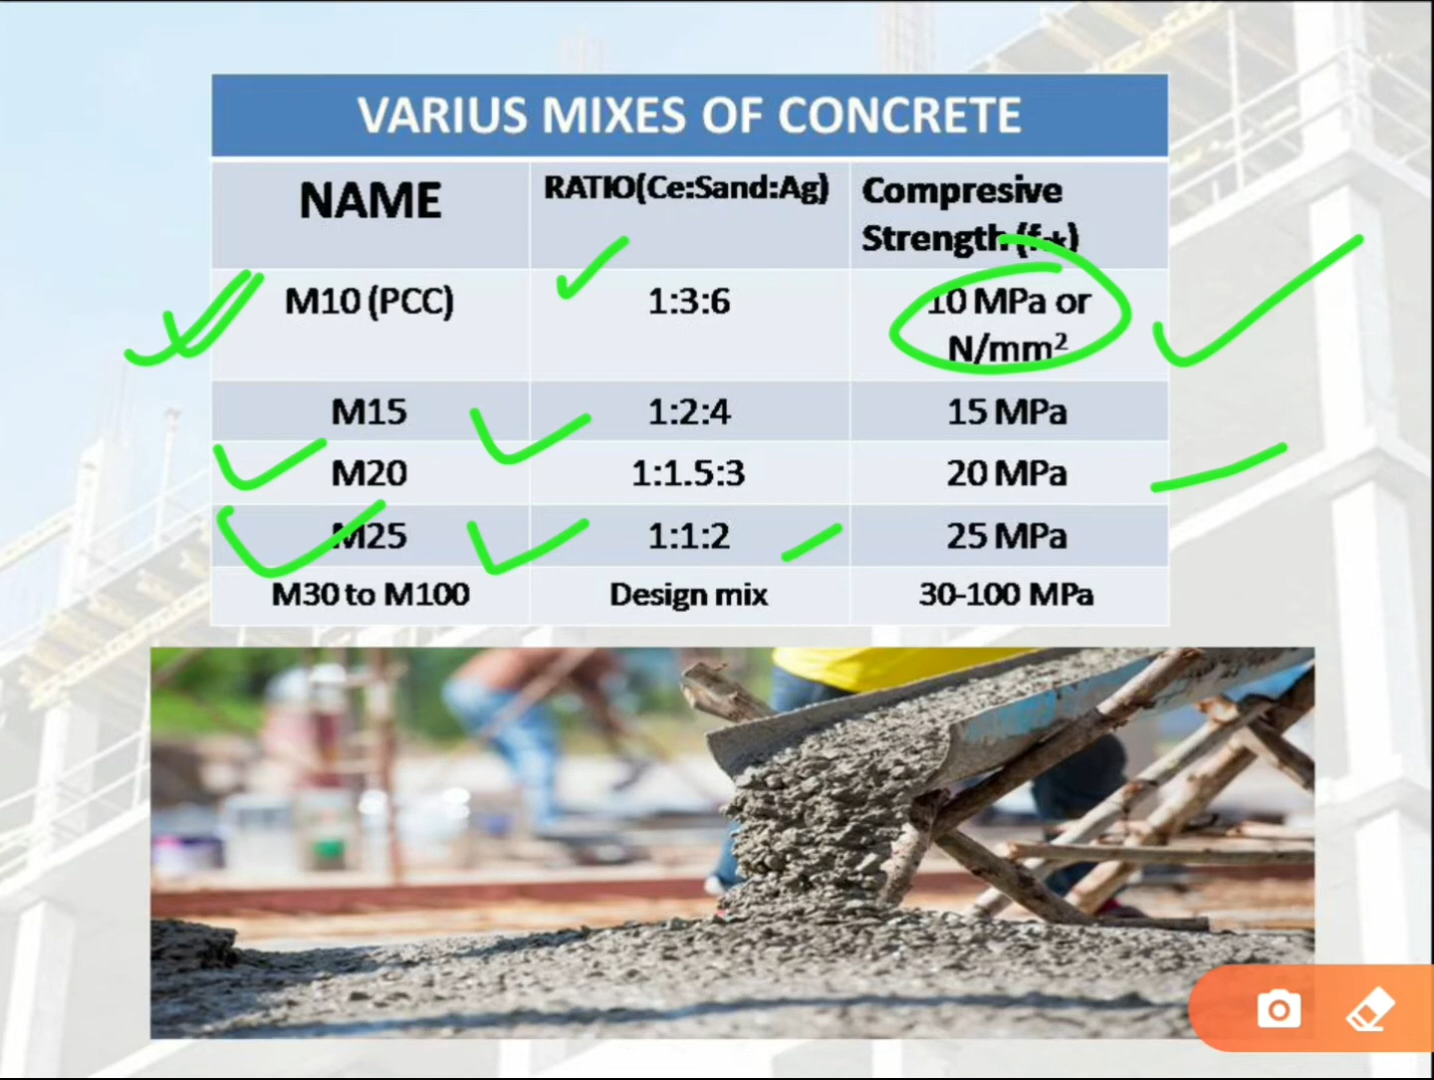 VARIUS MIXES OF CONCRETE
NAME
RATIO(Ce:Sand:Ag)
Compresive
Strength
M10 (PCC)
1:3:6
10 MPa or
N/mm²
M15
1:2:4
15 MPa
M20
1:1.5:3
20 MPa
M25
1:1:2
25 MPa
M30 to M100
Design mix
30-100 MPa